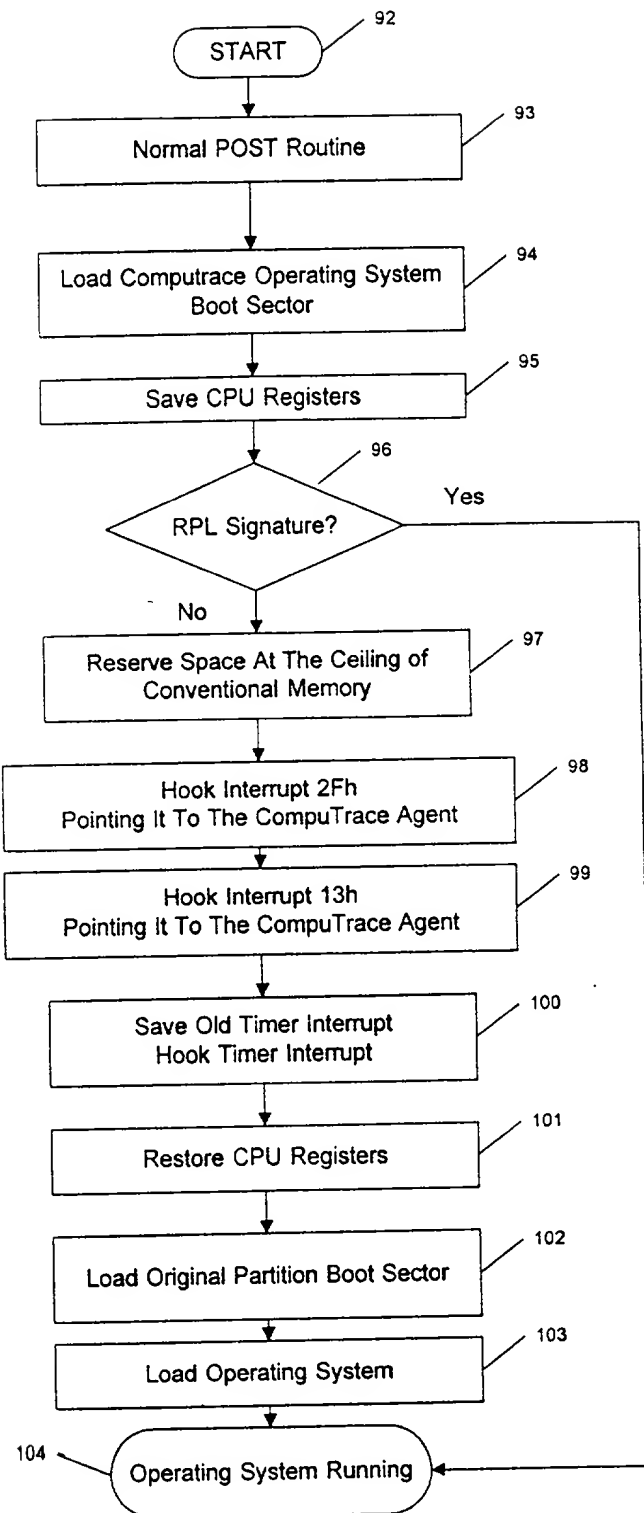 92
START
93
Normal POST Routine
94
Load Computrace Operating System
Boot Sector
95
Save CPU Registers
96
RPL Signature?
Yes
No
97
Reserve Space At The Ceiling of
Conventional Memory
98
Hook Interrupt 2Fh
Pointing It To The CompuTrace Agent
99
Hook Interrupt 13h
Pointing It To The CompuTrace Agent
100
Save Old Timer Interrupt
Hook Timer Interrupt
101
Restore CPU Registers
102
Load Original Partition Boot Sector
103
Load Operating System
104
Operating System Running